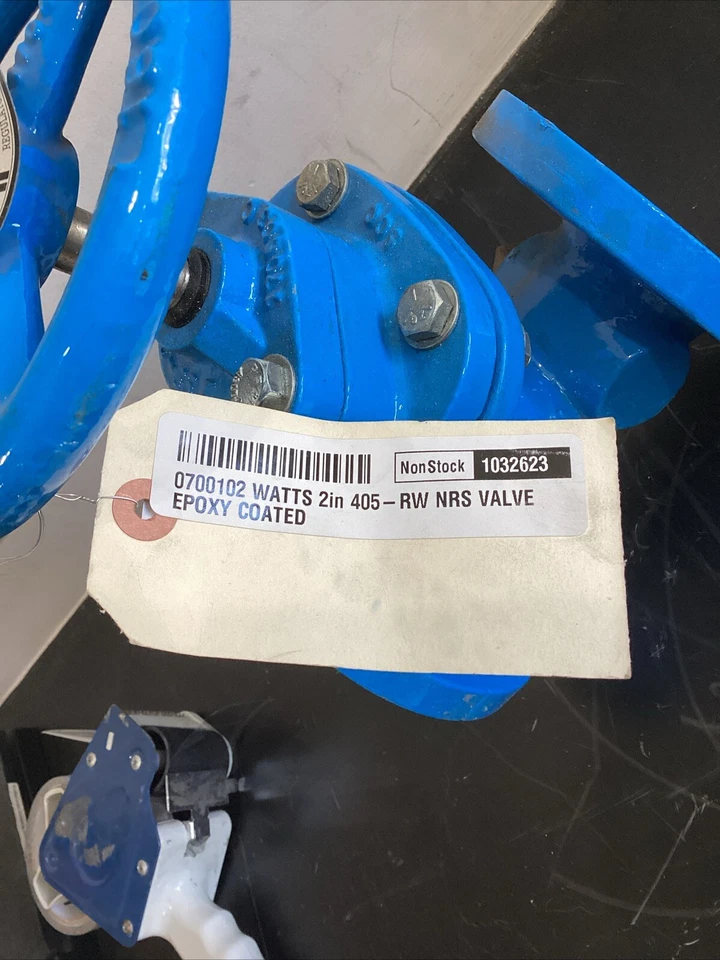 NonStock 1032623
0700102 WATTS 2in 405-RW NRS VALVE
EPOXY COATED